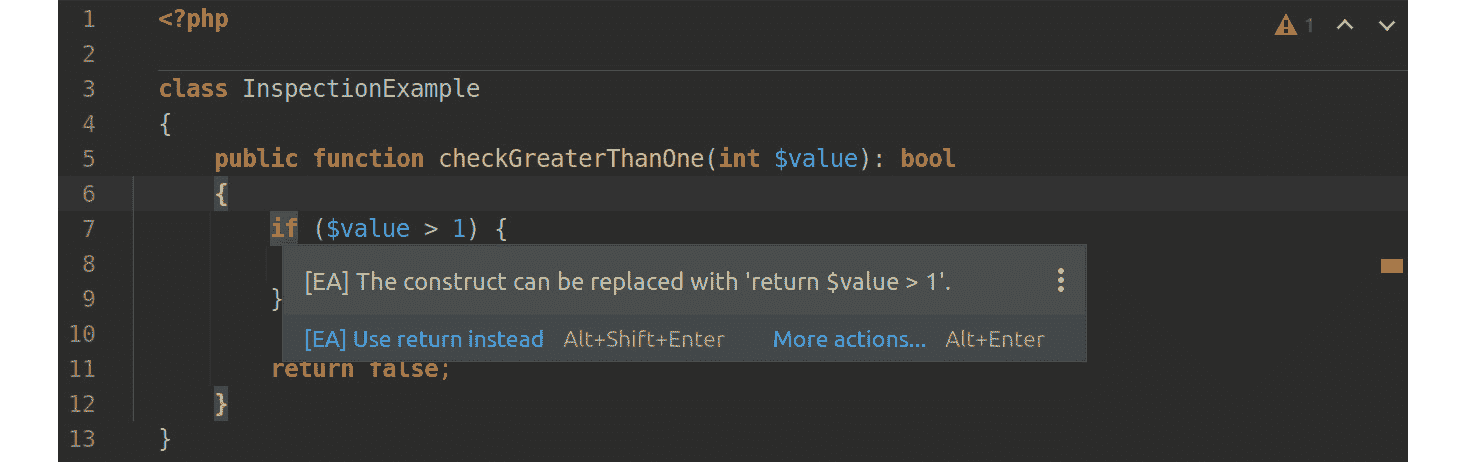 1 <?php
2
3 class InspectionExample
4 {
5 public function checkGreaterThanOne(int $value): bool
6 {
7 if ($value > 1) {
8
9 }
10
11 return false;
12 }
13 }
1
[EA] The construct can be replaced with 'return $value > 1'.
[EA] Use return instead Alt+Shift+Enter More actions... Alt+Enter